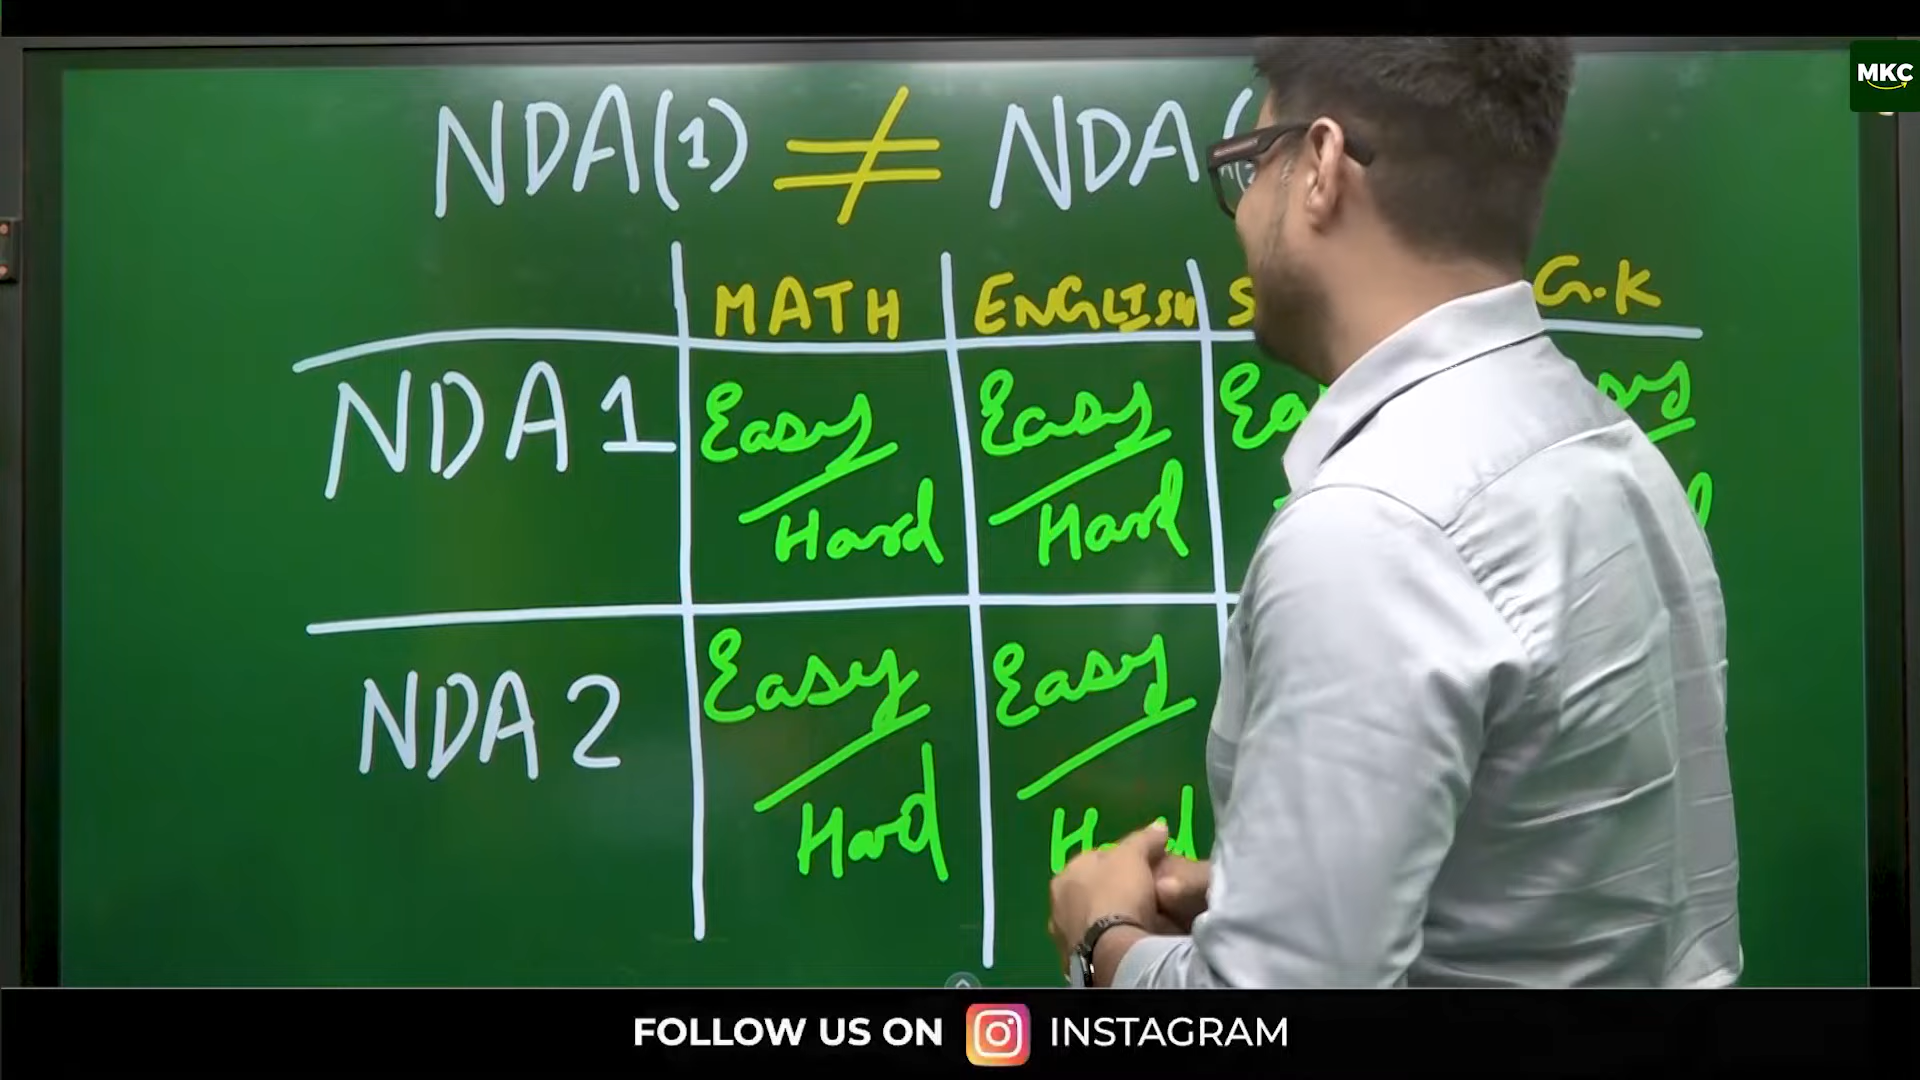 MKC
NDA(1) ≠ NDA(
MATH ENGLISH G.K
NDA 1 Easy Easy
Hard Hard
NDA 2 Easy Easy
Hard
FOLLOW US ON INSTAGRAM